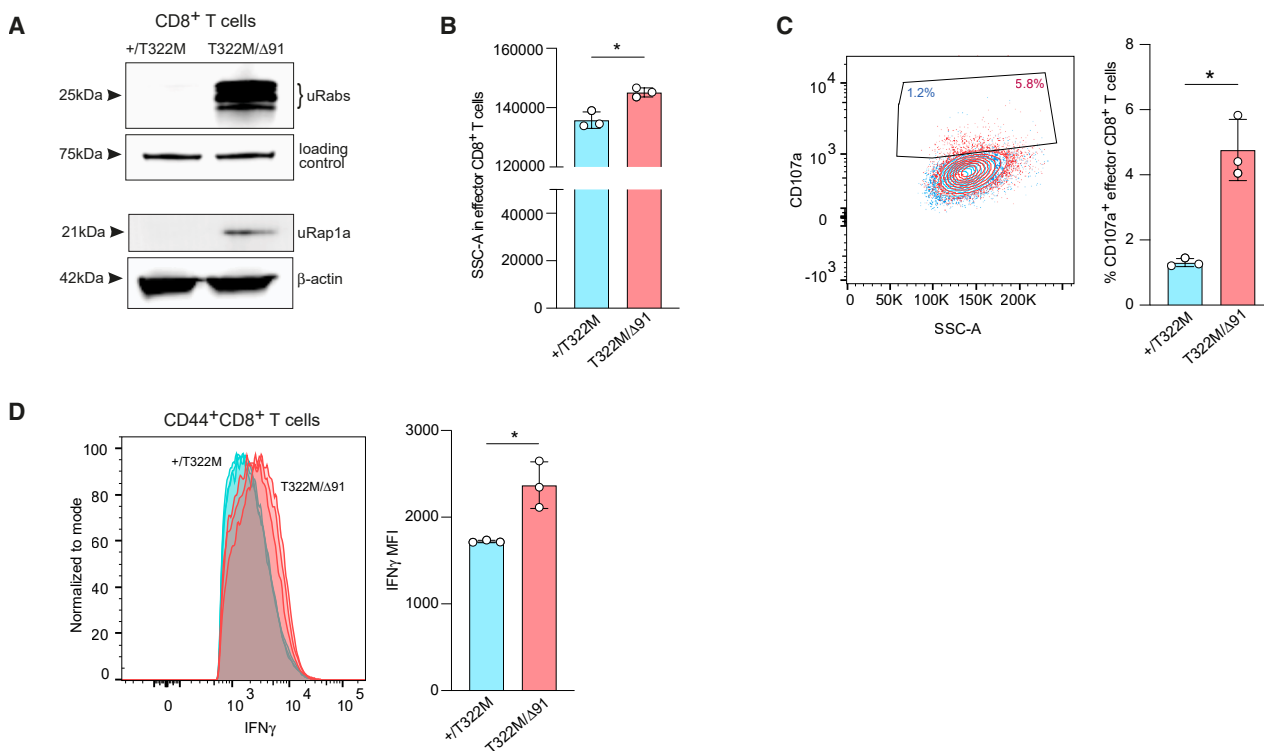 A
CD8+ T cells
+/T322M T322M/Δ91
25kDa uRabs
75kDa loading
control
21kDa uRap1a
42kDa β-actin
B
SSC-A in effector CD8+ T cells
160000
140000
120000
40000
20000
0
*
+/T322M
T322M/Δ91
C
CD107a
10^4
10^3
0
-10^3
1.2% 5.8%
0 50K 100K 150K 200K
SSC-A
% CD107a+ effector CD8+ T cells
8
6
4
2
0
*
+/T322M
T322M/Δ91
D
CD44+CD8+ T cells
Normalized to mode
100
80
60
40
20
0
+/T322M
T322M/Δ91
0 10^3 10^4 10^5
IFNγ
IFNγ MFI
3000
2000
1000
0
*
+/T322M
T322M/Δ91